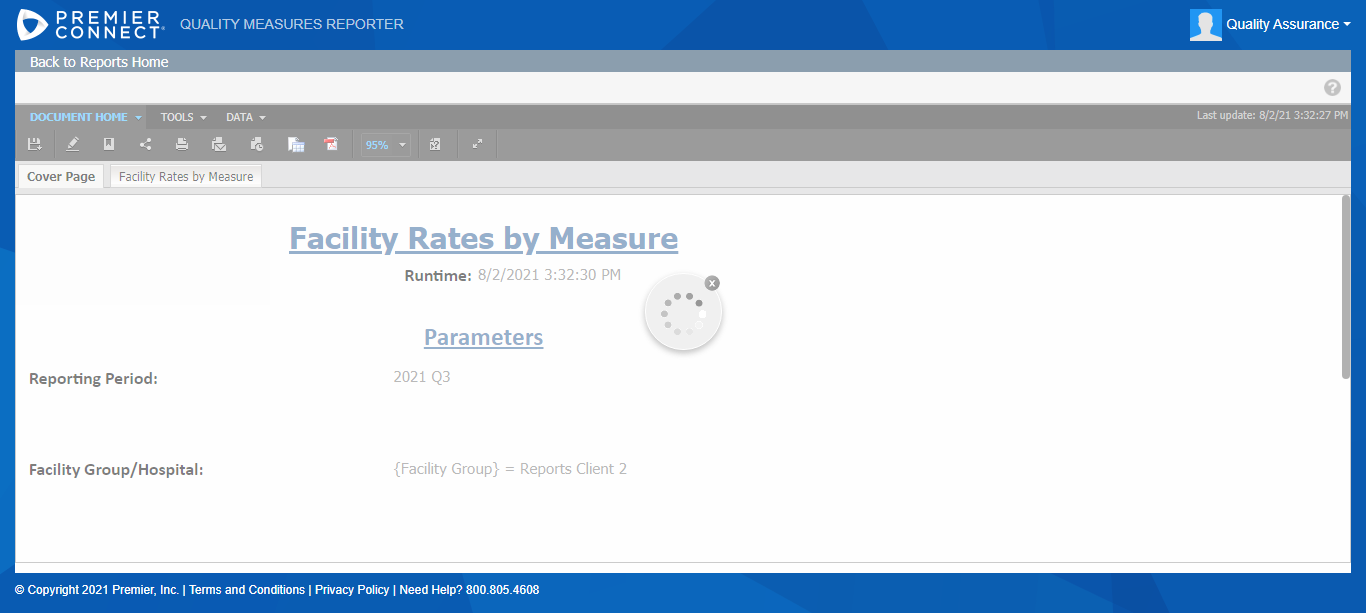 PREMIER
CONNECT®
QUALITY MEASURES REPORTER
Quality Assurance
Back to Reports Home
?
DOCUMENT HOME
TOOLS
DATA
Last update: 8/2/21 3:32:27 PM
95%
Cover Page
Facility Rates by Measure
Facility Rates by Measure
Runtime: 8/2/2021 3:32:30 PM
x
Parameters
Reporting Period: 2021 Q3
Facility Group/Hospital: {Facility Group} = Reports Client 2
© Copyright 2021 Premier, Inc. | Terms and Conditions | Privacy Policy | Need Help? 800.805.4608